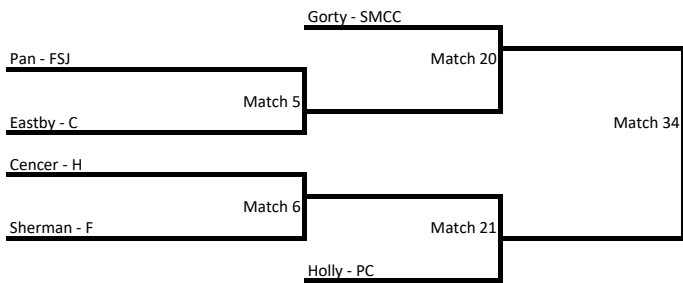 Gorty - SMCC
Pan - FSJ
Match 20
Match 5
Eastby - C
Match 34
Cencer - H
Match 6
Sherman - F
Match 21
Holly - PC